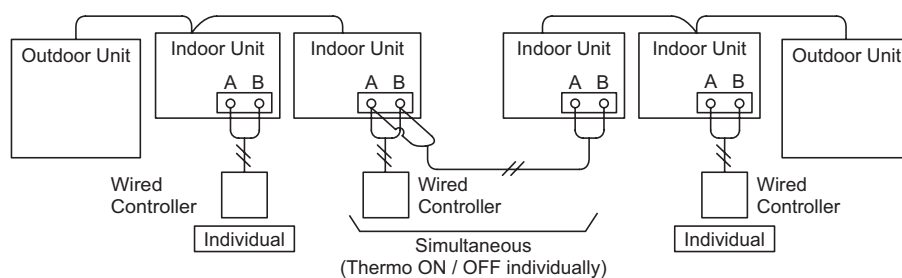 Outdoor Unit
Indoor Unit
Indoor Unit
Indoor Unit
Indoor Unit
Outdoor Unit
A B
A B
A B
A B
Wired
Controller
Wired
Controller
Wired
Controller
Individual
Individual
Simultaneous
(Thermo ON / OFF individually)